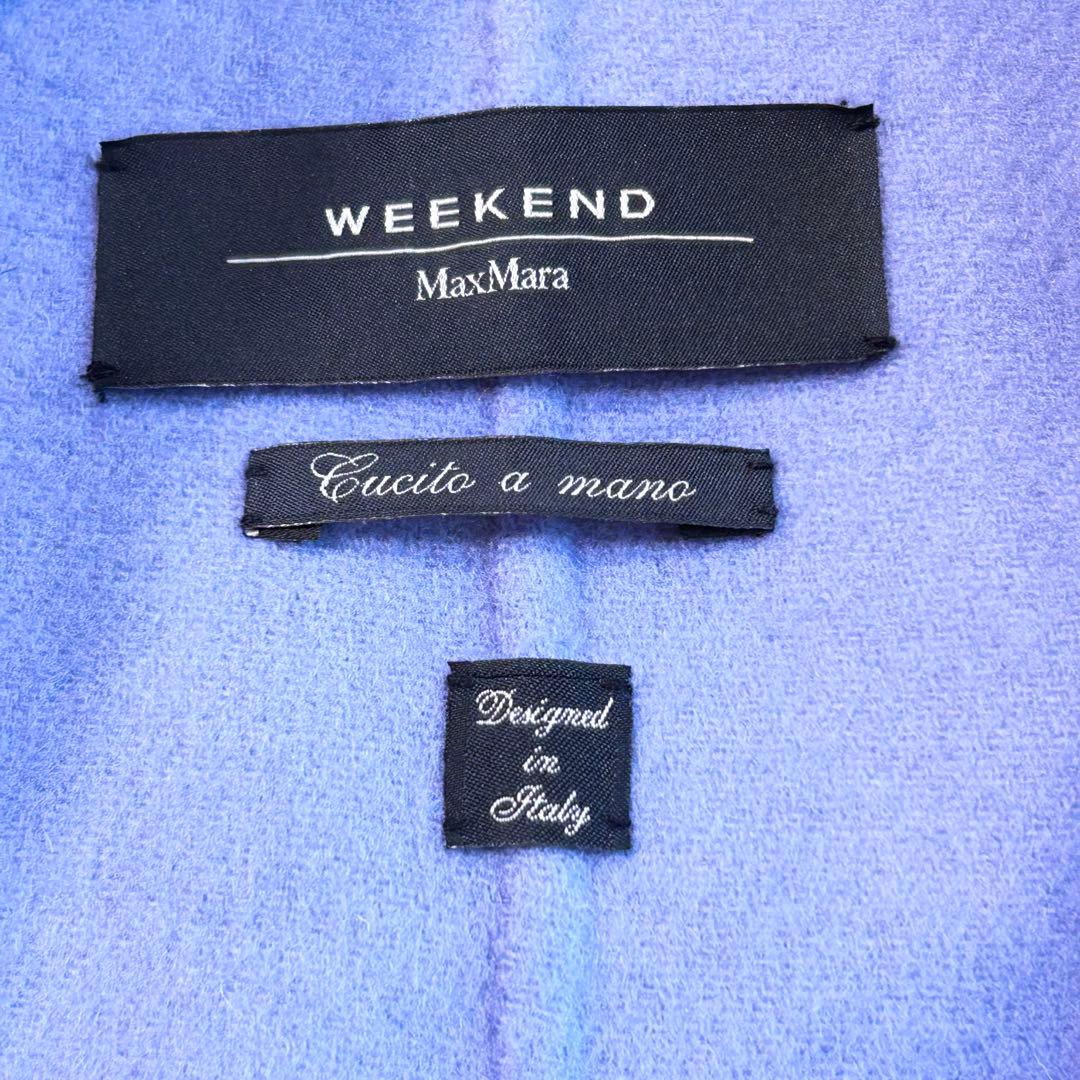 WEEKEND
MaxMara
Cucito a mano
Designed
in
Italy